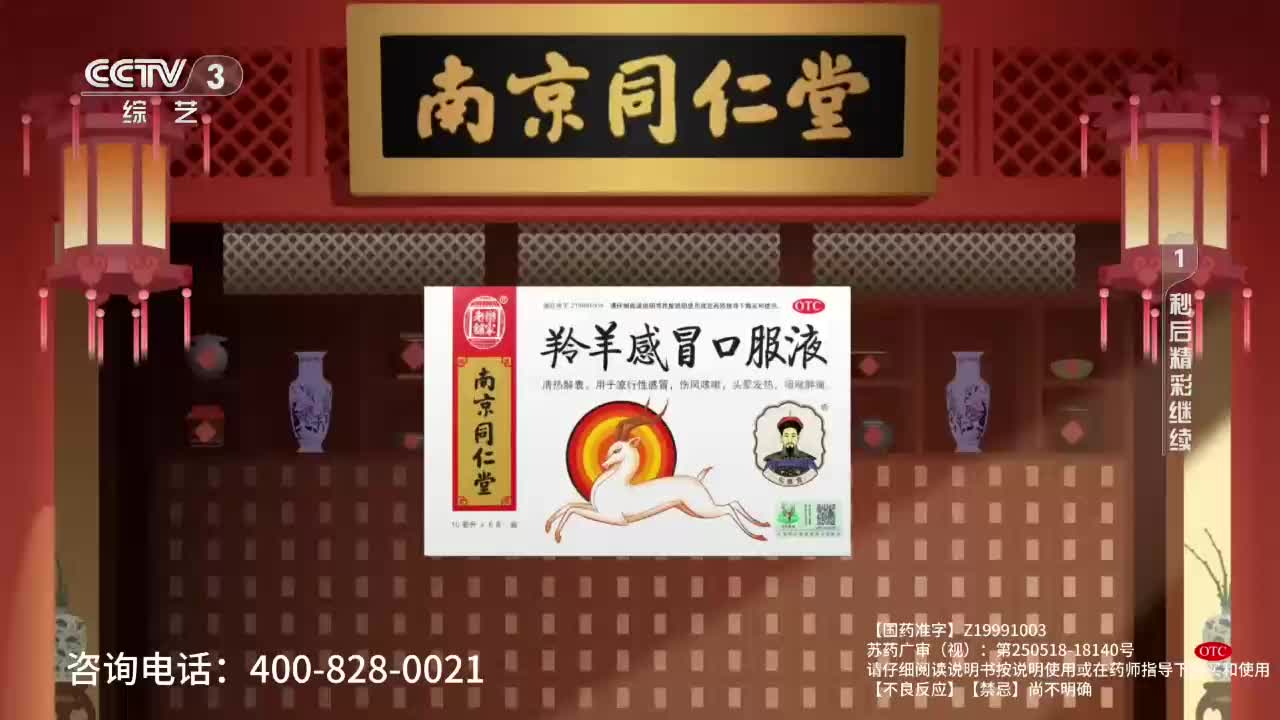 CCTV 3
综艺
南京同仁堂
1
秒后精彩继续
OTC
羚羊感冒口服液
清热解表。用于流行性感冒，伤风咳嗽，头晕发热，咽喉肿痛。
南京同仁堂
咨询电话：400-828-0021
【国药准字】Z19991003
苏药广审（视）：第250518-18140号
OTC
请仔细阅读说明书按说明使用或在药师指导下购买和使用
【不良反应】【禁忌】尚不明确